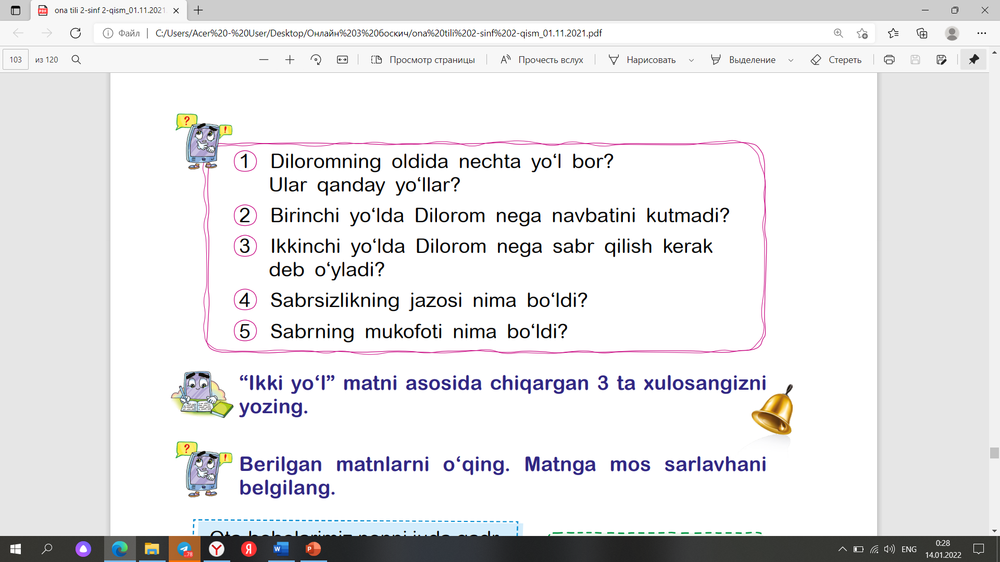 ona tili 2-sinf 2-qism_01.11.2021
Файл
C:/Users/Acer%20-%20User/Desktop/Онлайн%203%20боскич/ona%20tili%202-sinf%202-qism_01.11.2021.pdf
103 из 120
Просмотр страницы
Прочесть вслух
Нарисовать
Выделение
Стереть
? !
1 Diloromning oldida nechta yo‘l bor?
Ular qanday yo‘llar?
2 Birinchi yo‘lda Dilorom nega navbatini kutmadi?
3 Ikkinchi yo‘lda Dilorom nega sabr qilish kerak
deb o‘yladi?
4 Sabrsizlikning jazosi nima bo‘ldi?
5 Sabrning mukofoti nima bo‘ldi?
“Ikki yo‘l” matni asosida chiqargan 3 ta xulosangizni
yozing.
? !
Berilgan matnlarni o‘qing. Matnga mos sarlavhani
belgilang.
ENG
0:28
14.01.2022